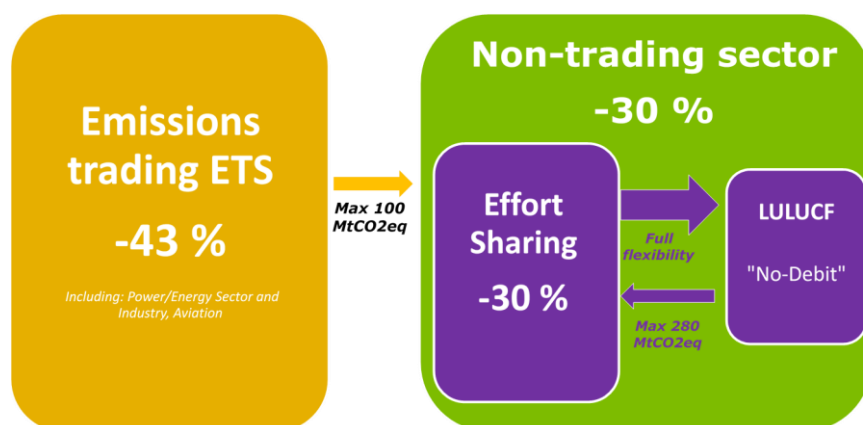 Emissions
trading ETS
-43 %
Including: Power/Energy Sector and
Industry, Aviation
Max 100
MtCO2eq
Non-trading sector
-30 %
Effort
Sharing
-30 %
Full
flexibility
Max 280
MtCO2eq
LULUCF
"No-Debit"